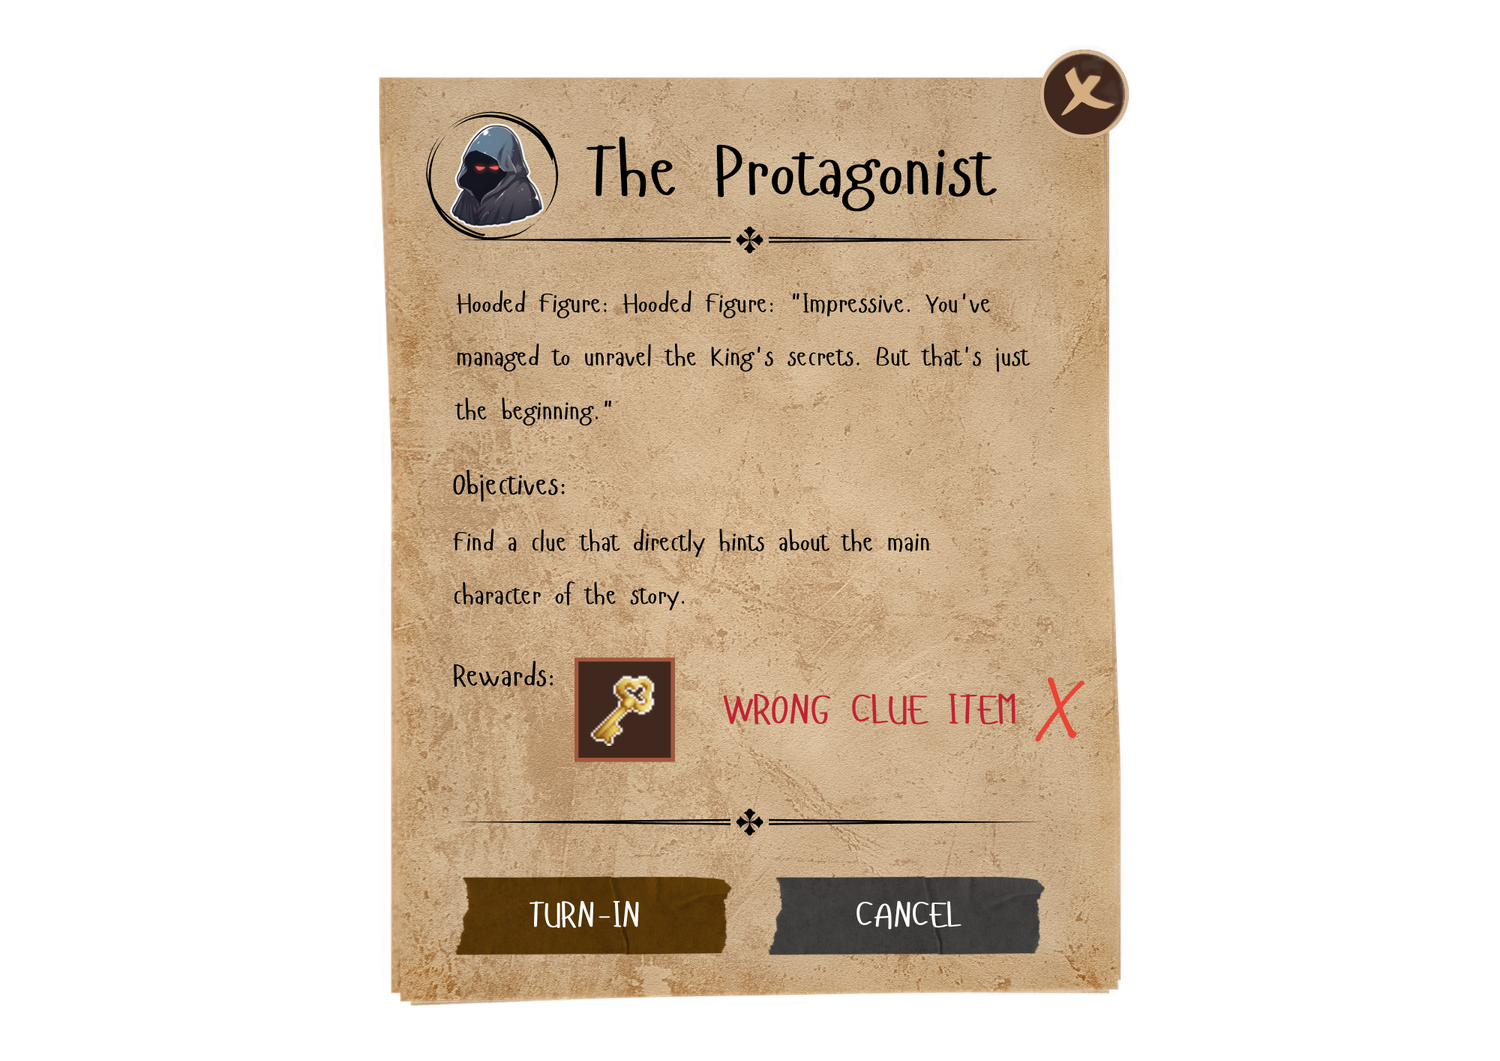 The Protagonist
Hooded Figure: Hooded Figure: "Impressive. You've
managed to unravel the King's secrets. But that's just
the beginning."
Objectives:
Find a clue that directly hints about the main
character of the story.
Rewards:
WRONG CLUE ITEM X
TURN-IN
CANCEL